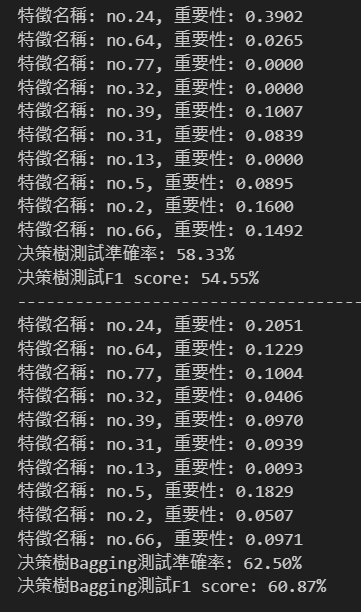 特徵名稱: no.24, 重要性: 0.3902
特徵名稱: no.64, 重要性: 0.0265
特徵名稱: no.77, 重要性: 0.0000
特徵名稱: no.32, 重要性: 0.0000
特徵名稱: no.39, 重要性: 0.1007
特徵名稱: no.31, 重要性: 0.0839
特徵名稱: no.13, 重要性: 0.0000
特徵名稱: no.5, 重要性: 0.0895
特徵名稱: no.2, 重要性: 0.1600
特徵名稱: no.66, 重要性: 0.1492
決策樹測試準確率: 58.33%
決策樹測試F1 score: 54.55%
------------------------------------
特徵名稱: no.24, 重要性: 0.2051
特徵名稱: no.64, 重要性: 0.1229
特徵名稱: no.77, 重要性: 0.1004
特徵名稱: no.32, 重要性: 0.0406
特徵名稱: no.39, 重要性: 0.0970
特徵名稱: no.31, 重要性: 0.0939
特徵名稱: no.13, 重要性: 0.0093
特徵名稱: no.5, 重要性: 0.1829
特徵名稱: no.2, 重要性: 0.0507
特徵名稱: no.66, 重要性: 0.0971
決策樹Bagging測試準確率: 62.50%
決策樹Bagging測試F1 score: 60.87%